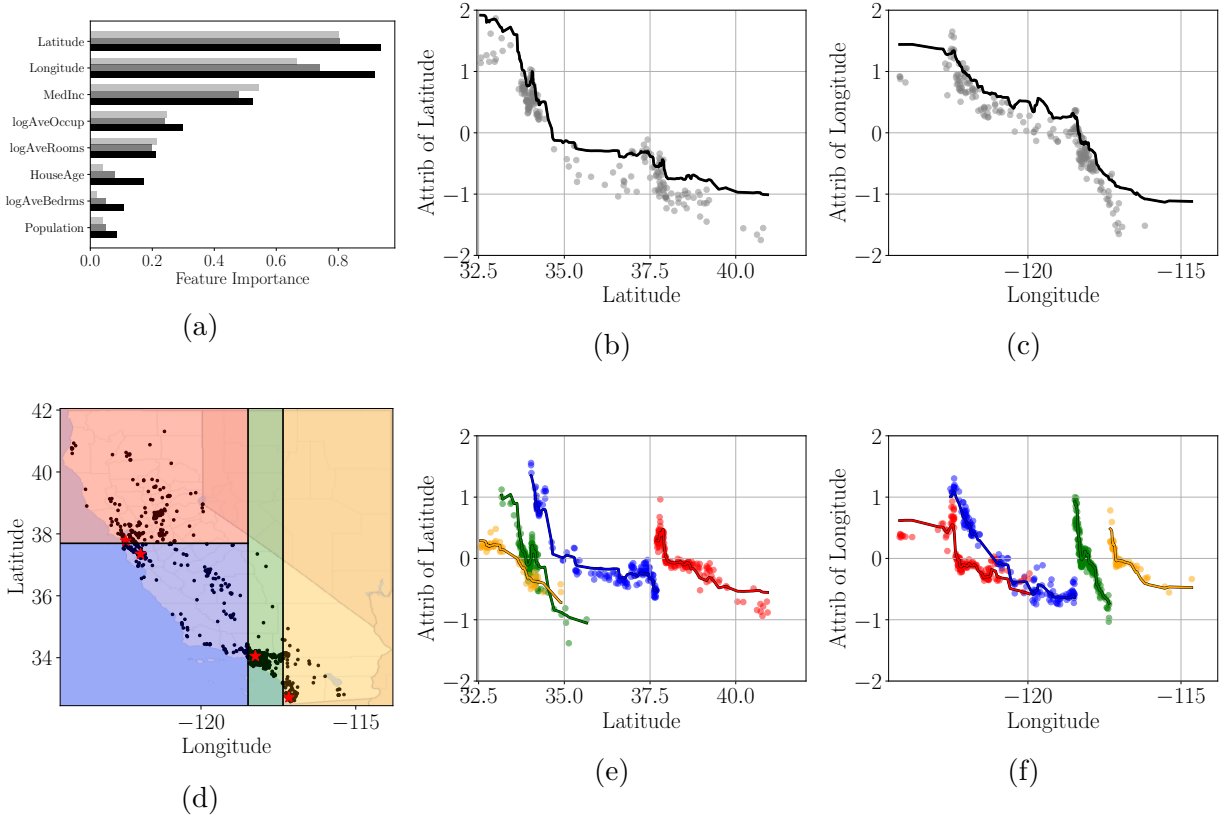 Latitude
Longitude
MedInc
logAveOccup
logAveRooms
HouseAge
logAveBedrms
Population
0.0 0.2 0.4 0.6 0.8
Feature Importance
(a)
Attrib of Latitude
2
1
0
−1
−2
32.5 35.0 37.5 40.0
Latitude
(b)
Attrib of Longitude
2
1
0
−1
−2
−120 −115
Longitude
(c)
Latitude
42
40
38
36
34
−120 −115
Longitude
(d)
Attrib of Latitude
2
1
0
−1
−2
32.5 35.0 37.5 40.0
Latitude
(e)
Attrib of Longitude
2
1
0
−1
−2
−120 −115
Longitude
(f)